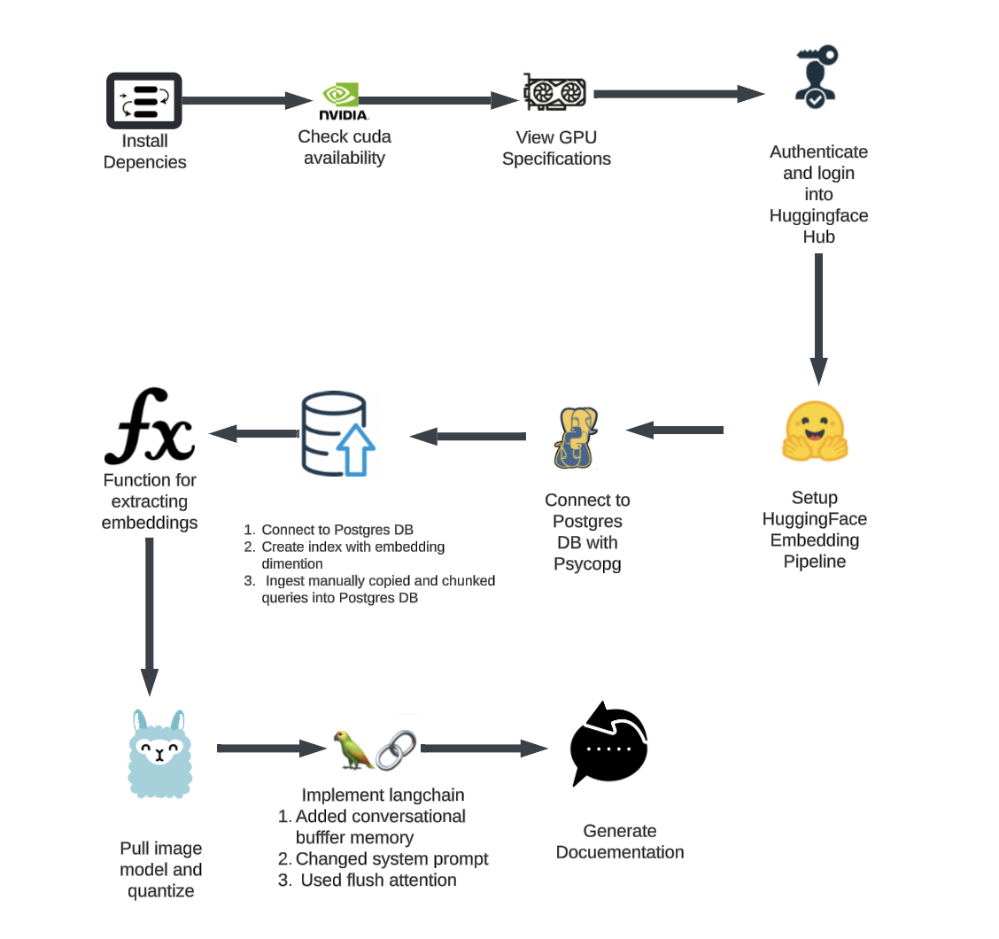 NVIDIA.
Install
Depencies
Check cuda
availability
View GPU
Specifications
Authenticate
and login
into
Huggingface
Hub
fx
Function for
extracting
embeddings
1. Connect to Postgres DB
2. Create index with embedding
dimention
3. Ingest manually copied and chunked
queries into Postgres DB
Connect to
Postgres
DB with
Psycopg
Setup
HuggingFace
Embedding
Pipeline
Pull image
model and
quantize
Implement langchain
1. Added conversational
bufffer memory
2. Changed system prompt
3. Used flush attention
Generate
Docuementation